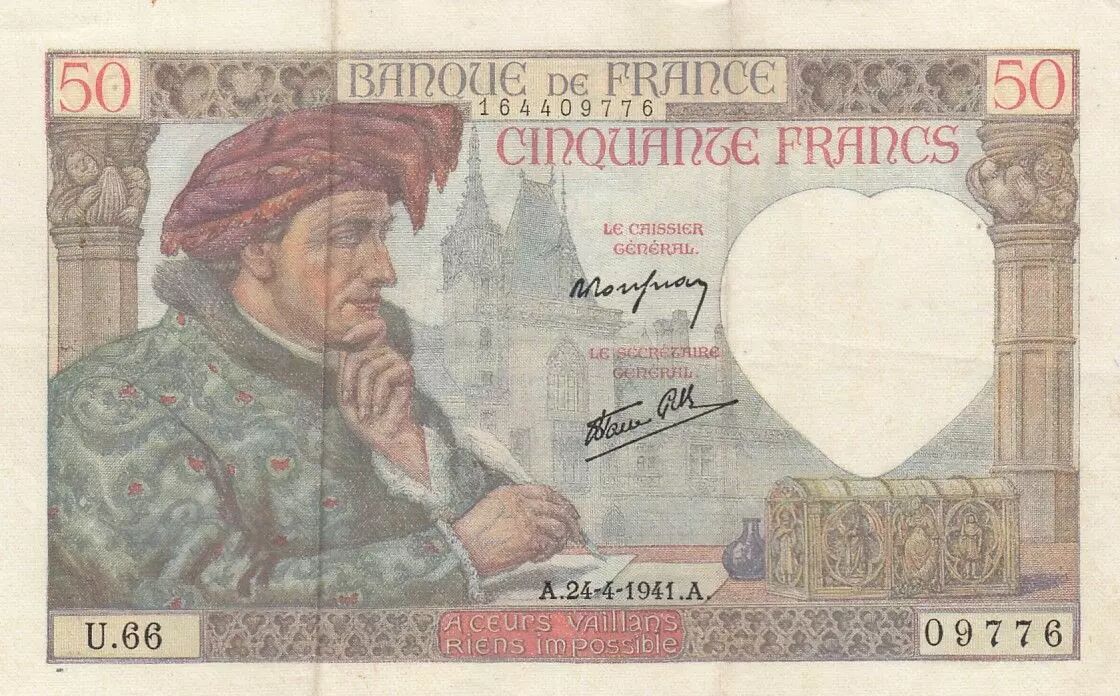 50 BANQUE DE FRANCE 50
164409776
CINQUANTE FRANCS
LE CAISSIER
GÉNÉRAL.
LE SECRÉTAIRE
GÉNÉRAL.
A.24-4-1941.A.
U.66
A CŒURS VAILLANS
RIENS IMPOSSIBLE
09776